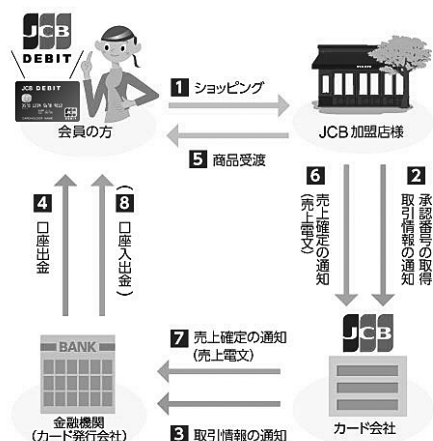 JCB
DEBIT
JCB DEBIT
会員の方
1 ショッピング
5 商品受渡
JCB加盟店様
4 口座出金
8 (口座入出金)
6 売上確定の通知
(売上電文)
2 承認番号の取得
取引情報の通知
JCB
カード会社
7 売上確定の通知
(売上電文)
3 取引情報の通知
BANK
金融機関
(カード発行会社)